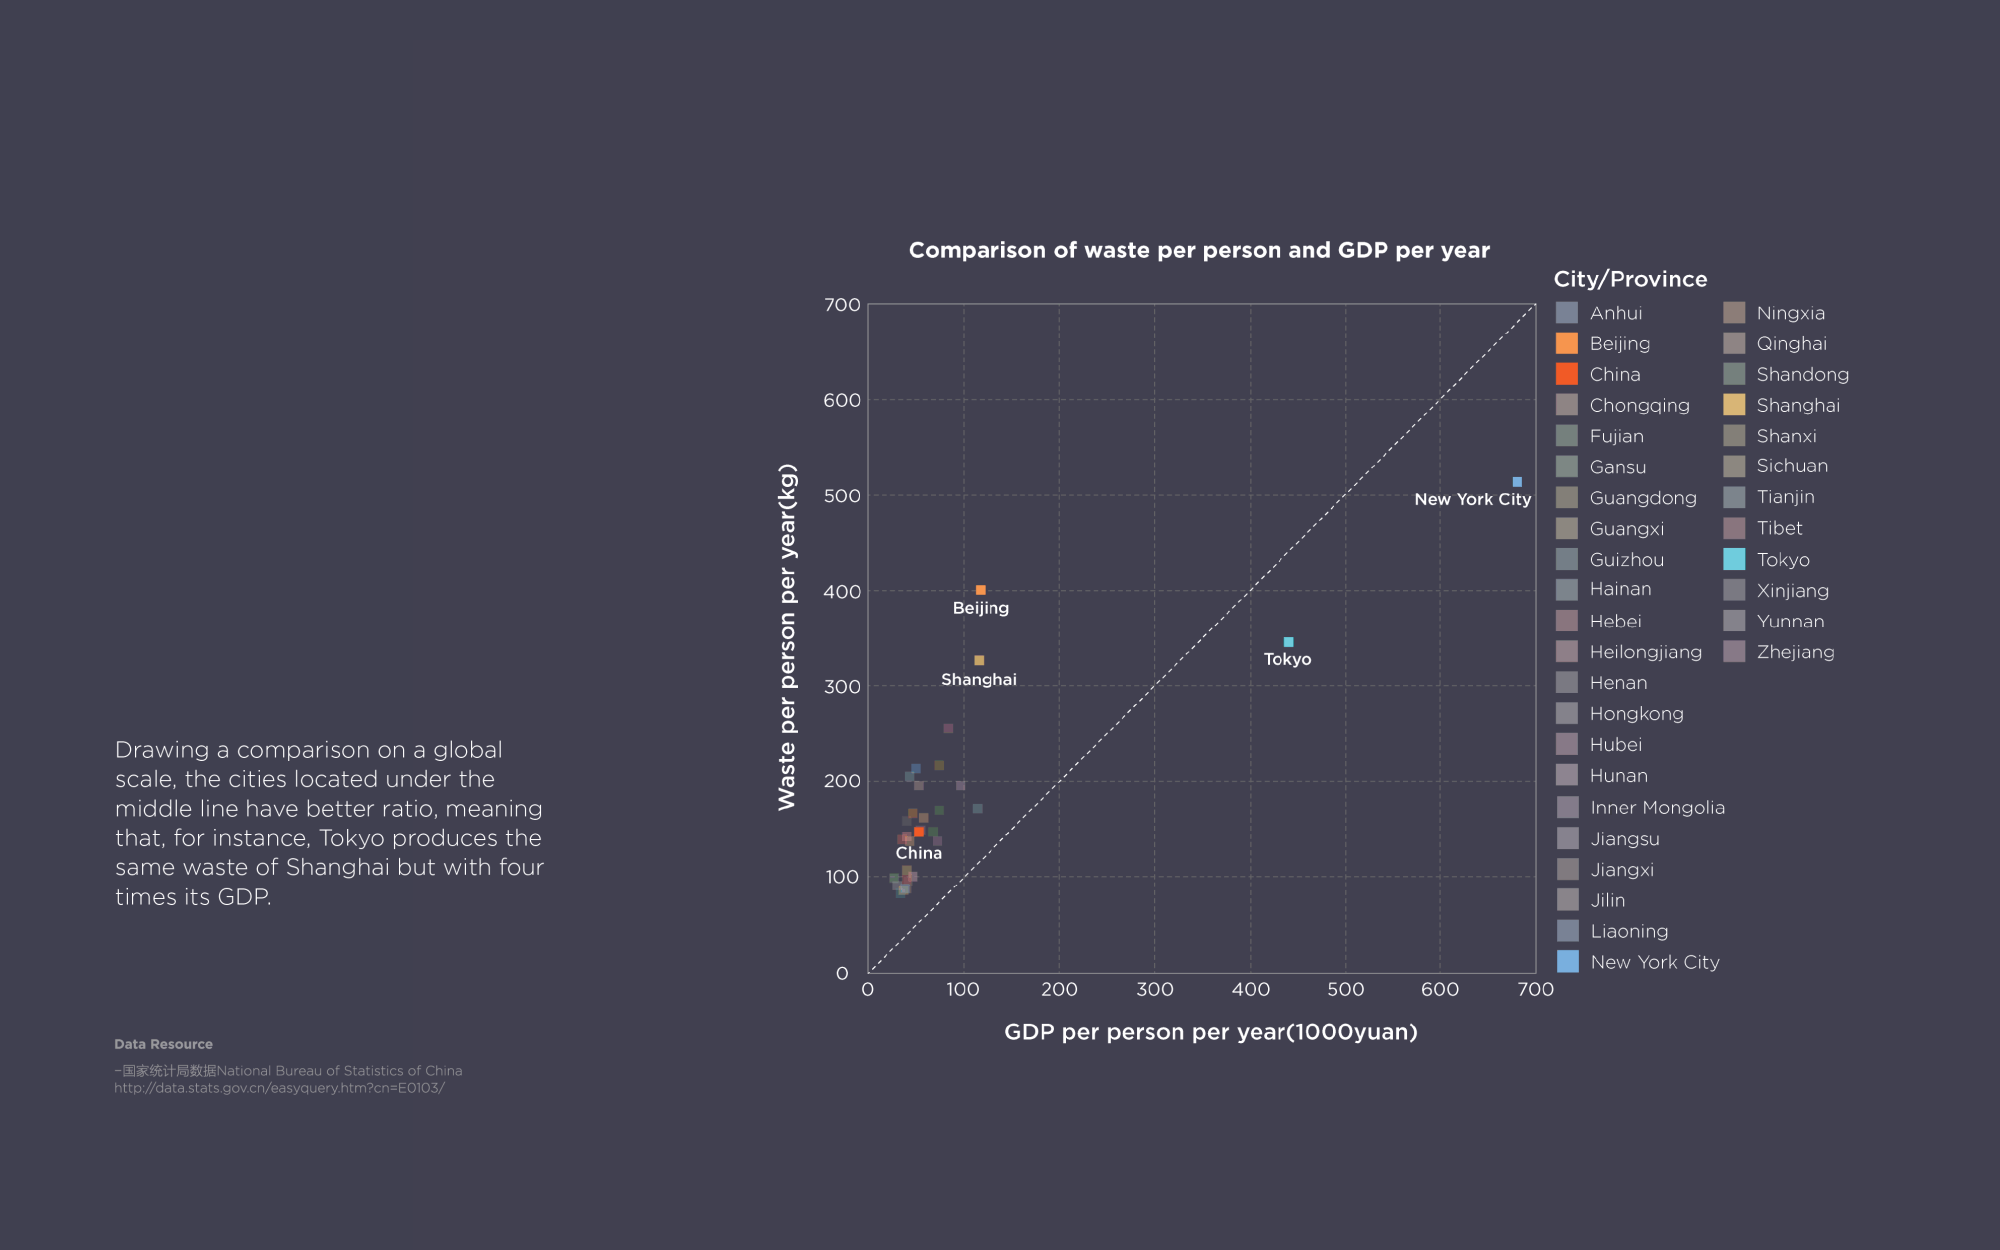 Comparison of waste per person and GDP per year
City/Province
Anhui
Beijing
China
Chongqing
Fujian
Gansu
Guangdong
Guangxi
Guizhou
Hainan
Hebei
Heilongjiang
Henan
Hongkong
Hubei
Hunan
Inner Mongolia
Jiangsu
Jiangxi
Jilin
Liaoning
New York City
Ningxia
Qinghai
Shandong
Shanghai
Shanxi
Sichuan
Tianjin
Tibet
Tokyo
Xinjiang
Yunnan
Zhejiang
Waste per person per year(kg)
700
600
500
400
300
200
100
0
New York City
Beijing
Tokyo
Shanghai
China
0 100 200 300 400 500 600 700
GDP per person per year(1000yuan)
Drawing a comparison on a global
scale, the cities located under the
middle line have better ratio, meaning
that, for instance, Tokyo produces the
same waste of Shanghai but with four
times its GDP.
Data Resource
–国家统计局数据National Bureau of Statistics of China
http://data.stats.gov.cn/easyquery.htm?cn=E0103/